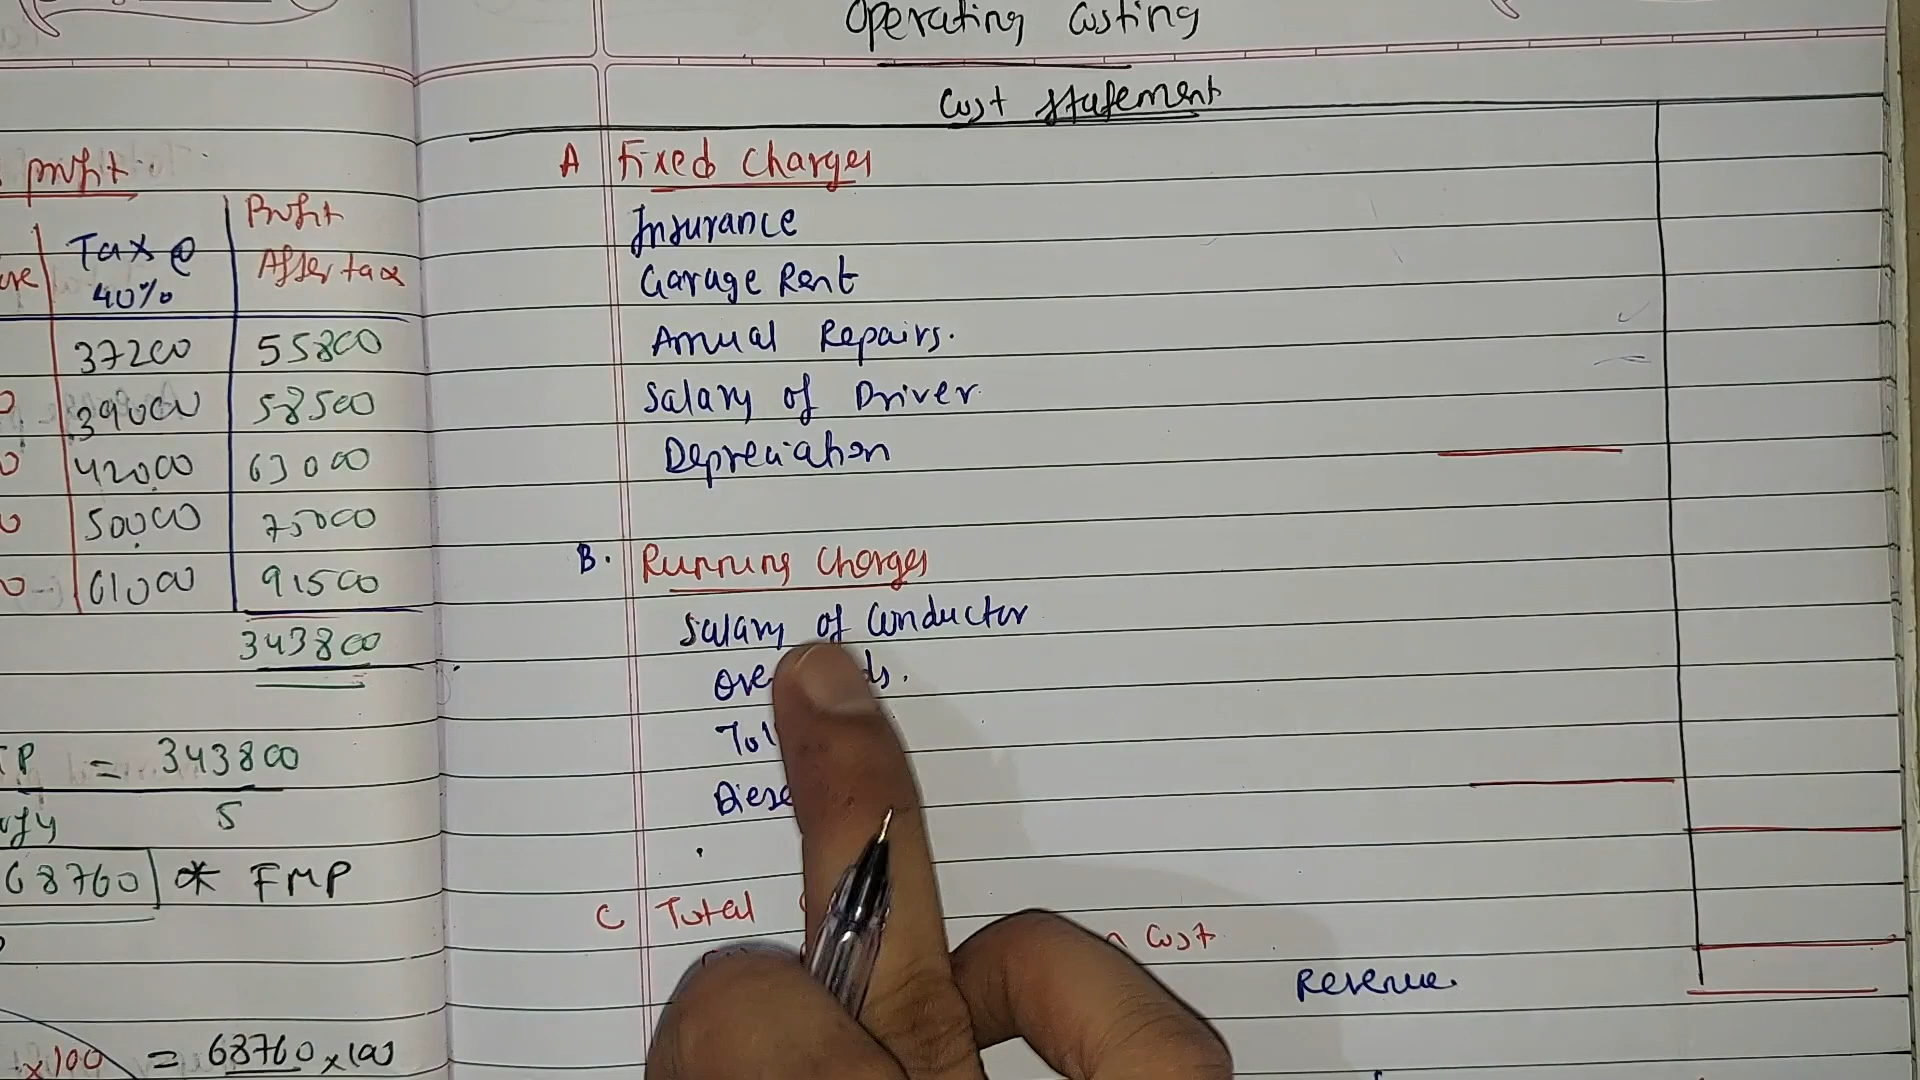 profit
Tax @
40%
Profit
After tax
37200 55800
39000 58500
42000 63000
50000 75000
61000 91500
343800
= 343800
5
68760 * FMP
x100 = 68760 x 100
Operating Costing
Cost statement
A Fixed Charges
Insurance
Garage Rent
Annual Repairs.
Salary of Driver
Depreciation
B. Running Charges
Salary of Conductor
Diese
C Total
Cost
Revenue.